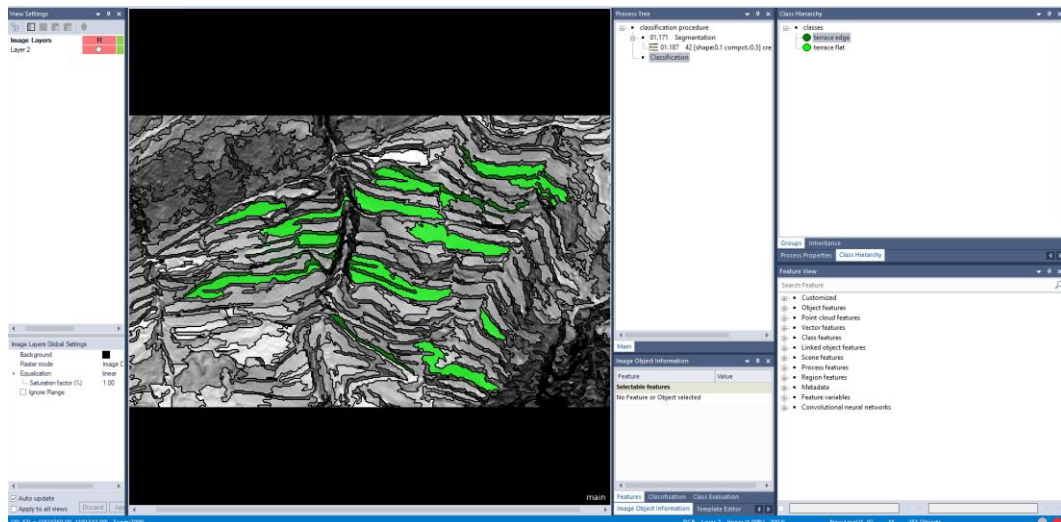 View Settings
Image Layers R
Layer 2
Image Layers Global Settings
Background
Raster mode Image D
Equalization linear
Saturation factor (%) 1.00
Ignore Range
Auto update
Apply to all views Discard
main
Process Tree
classification procedure
01.171 Segmentation
01.187 42 [shape:0.1 compct.:0.5] cre
Classification
Main
Image Object Information
Feature Value
Selectable features
No Feature or Object selected
Features Classification Class Evaluation
Image Object Information Template Editor
Class Hierarchy
classes
terrace edge
terrace flat
Groups Inheritance
Process Properties Class Hierarchy
Feature View
Search Feature
Customized
Object features
Point cloud features
Vector features
Class features
Linked object features
Scene features
Process features
Region features
Metadata
Feature variables
Convolutional neural networks